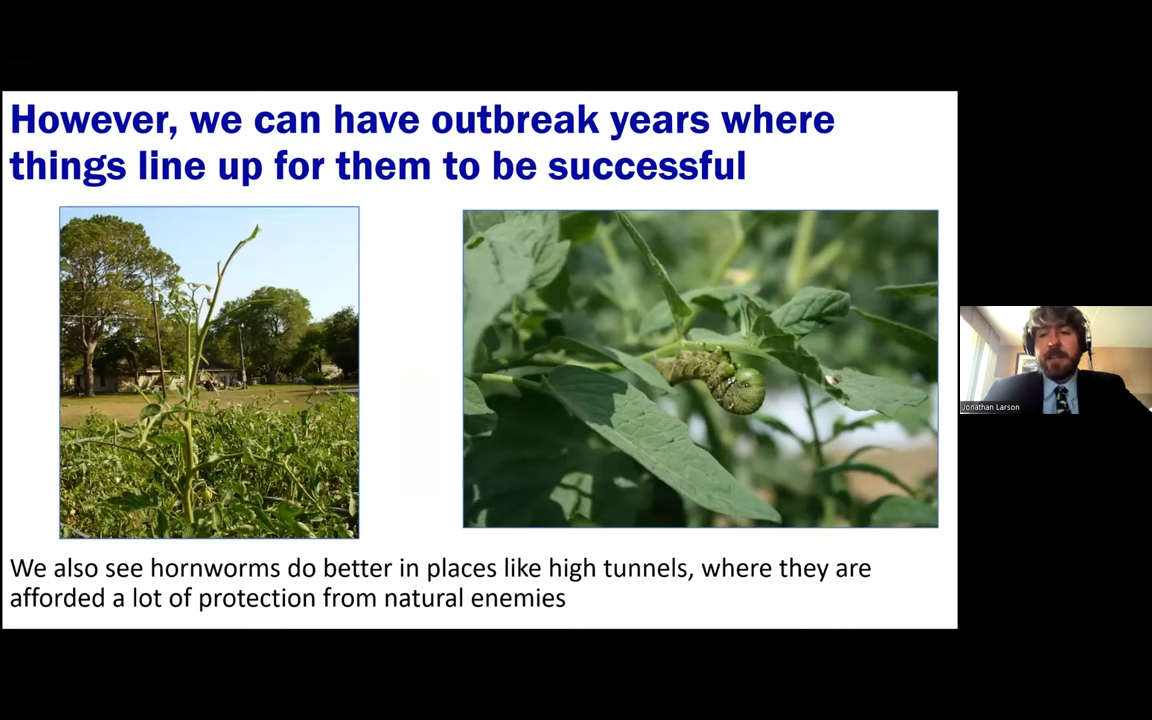 However, we can have outbreak years where
things line up for them to be successful
We also see hornworms do better in places like high tunnels, where they are
afforded a lot of protection from natural enemies
Jonathan Larson